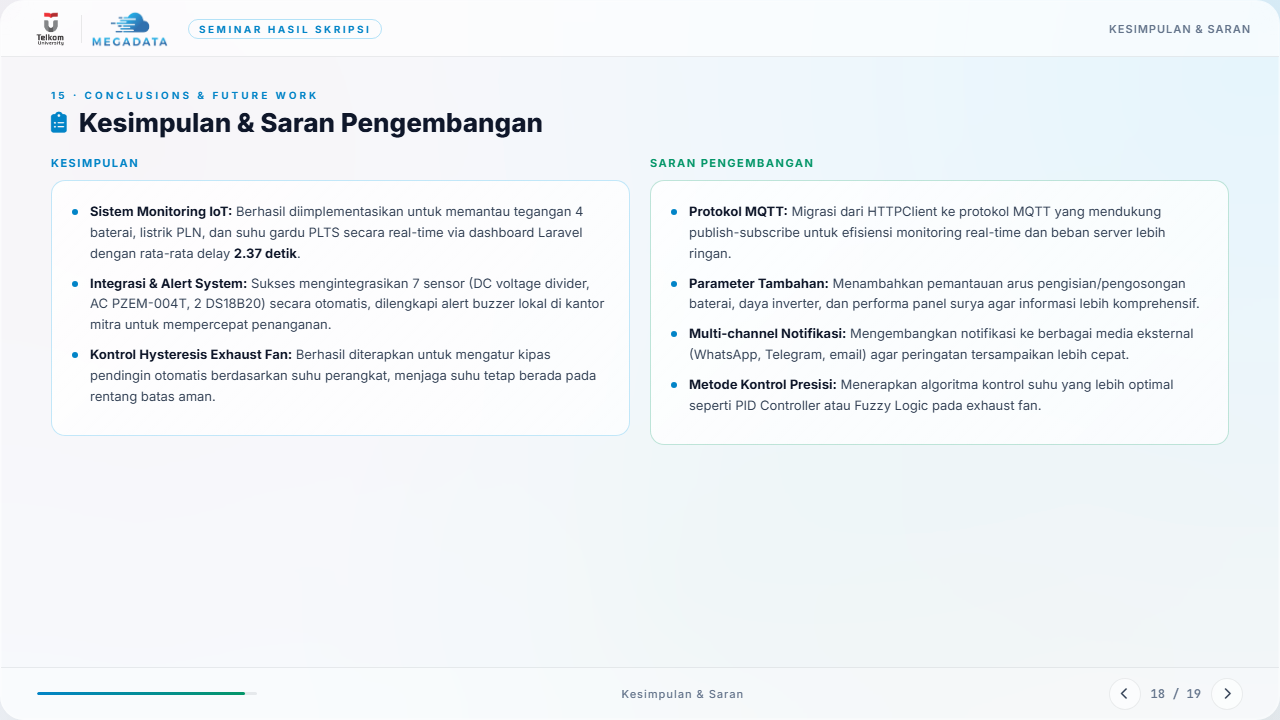 Telkom
University
MEGADATA
SEMINAR HASIL SKRIPSI
KESIMPULAN & SARAN
15 · CONCLUSIONS & FUTURE WORK
Kesimpulan & Saran Pengembangan
KESIMPULAN
Sistem Monitoring IoT: Berhasil diimplementasikan untuk memantau tegangan 4
baterai, listrik PLN, dan suhu gardu PLTS secara real-time via dashboard Laravel
dengan rata-rata delay 2.37 detik.
Integrasi & Alert System: Sukses mengintegrasikan 7 sensor (DC voltage divider,
AC PZEM-004T, 2 DS18B20) secara otomatis, dilengkapi alert buzzer lokal di kantor
mitra untuk mempercepat penanganan.
Kontrol Hysteresis Exhaust Fan: Berhasil diterapkan untuk mengatur kipas
pendingin otomatis berdasarkan suhu perangkat, menjaga suhu tetap berada pada
rentang batas aman.
SARAN PENGEMBANGAN
Protokol MQTT: Migrasi dari HTTPClient ke protokol MQTT yang mendukung
publish-subscribe untuk efisiensi monitoring real-time dan beban server lebih
ringan.
Parameter Tambahan: Menambahkan pemantauan arus pengisian/pengosongan
baterai, daya inverter, dan performa panel surya agar informasi lebih komprehensif.
Multi-channel Notifikasi: Mengembangkan notifikasi ke berbagai media eksternal
(WhatsApp, Telegram, email) agar peringatan tersampaikan lebih cepat.
Metode Kontrol Presisi: Menerapkan algoritma kontrol suhu yang lebih optimal
seperti PID Controller atau Fuzzy Logic pada exhaust fan.
Kesimpulan & Saran
18 / 19